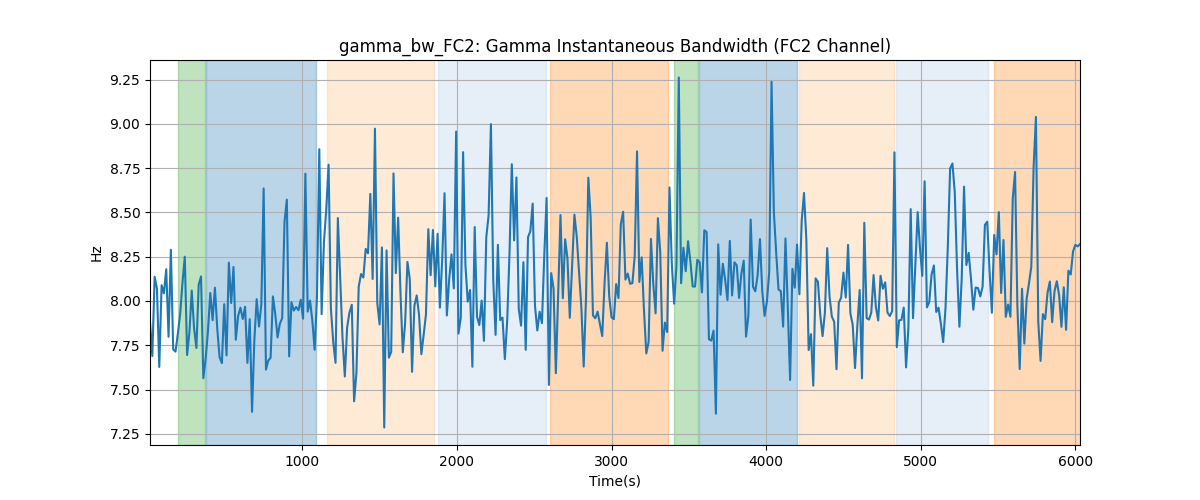 gamma_bw_FC2: Gamma Instantaneous Bandwidth (FC2 Channel)
9.25
9.00
8.75
8.50
8.25
8.00
7.75
7.50
7.25
Hz
1000 2000 3000 4000 5000 6000
Time(s)